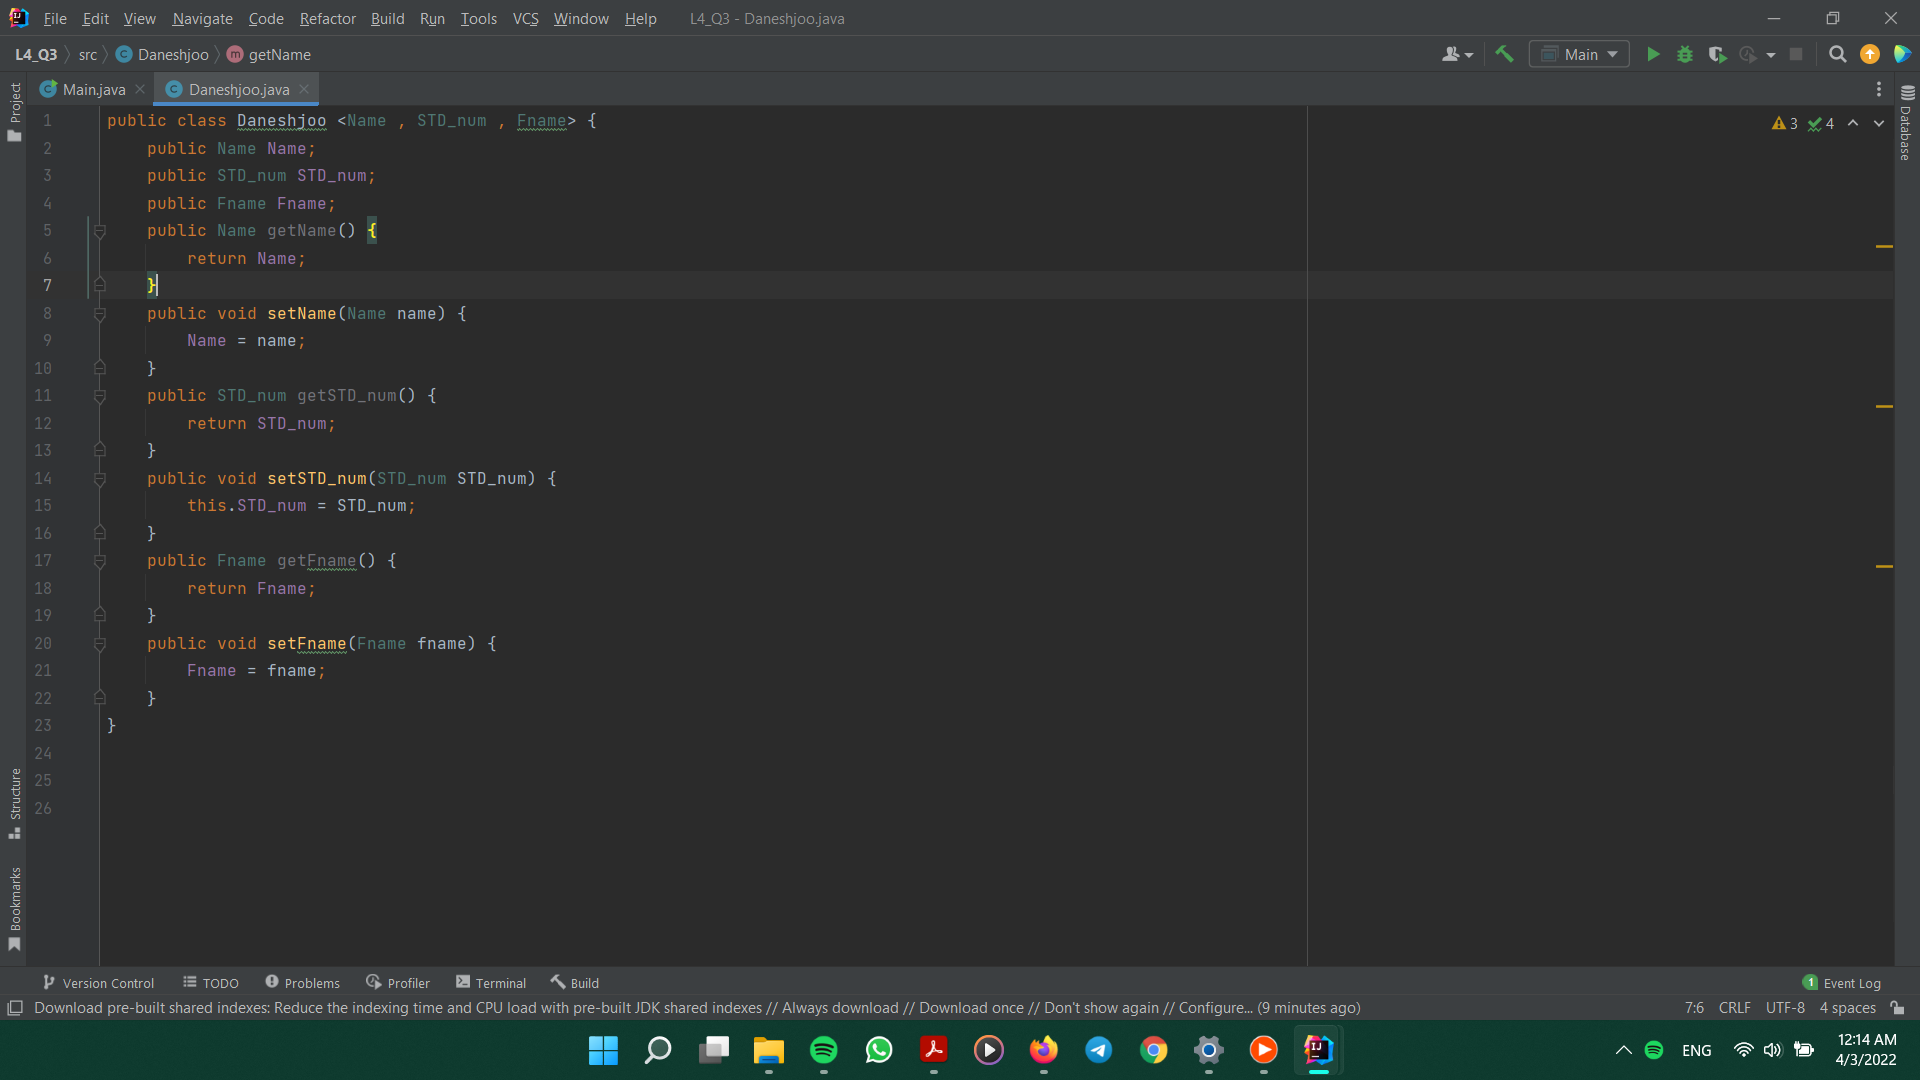 File Edit View Navigate Code Refactor Build Run Tools VCS Window Help L4_Q3 - Daneshjoo.java
L4_Q3 src C Daneshjoo m getName Main
Project
C Main.java C Daneshjoo.java
Database
1 public class Daneshjoo <Name , STD_num , Fname> { 3 4
2 public Name Name;
3 public STD_num STD_num;
4 public Fname Fname;
5 public Name getName() {
6 return Name;
7 }
8 public void setName(Name name) {
9 Name = name;
10 }
11 public STD_num getSTD_num() {
12 return STD_num;
13 }
14 public void setSTD_num(STD_num STD_num) {
15 this.STD_num = STD_num;
16 }
17 public Fname getFname() {
18 return Fname;
19 }
20 public void setFname(Fname fname) {
21 Fname = fname;
22 }
23 }
24
25
26
Structure
Bookmarks
Version Control TODO Problems Profiler Terminal Build 1 Event Log
Download pre-built shared indexes: Reduce the indexing time and CPU load with pre-built JDK shared indexes // Always download // Download once // Don't show again // Configure... (9 minutes ago) 7:6 CRLF UTF-8 4 spaces
IJ ENG 12:14 AM
4/3/2022